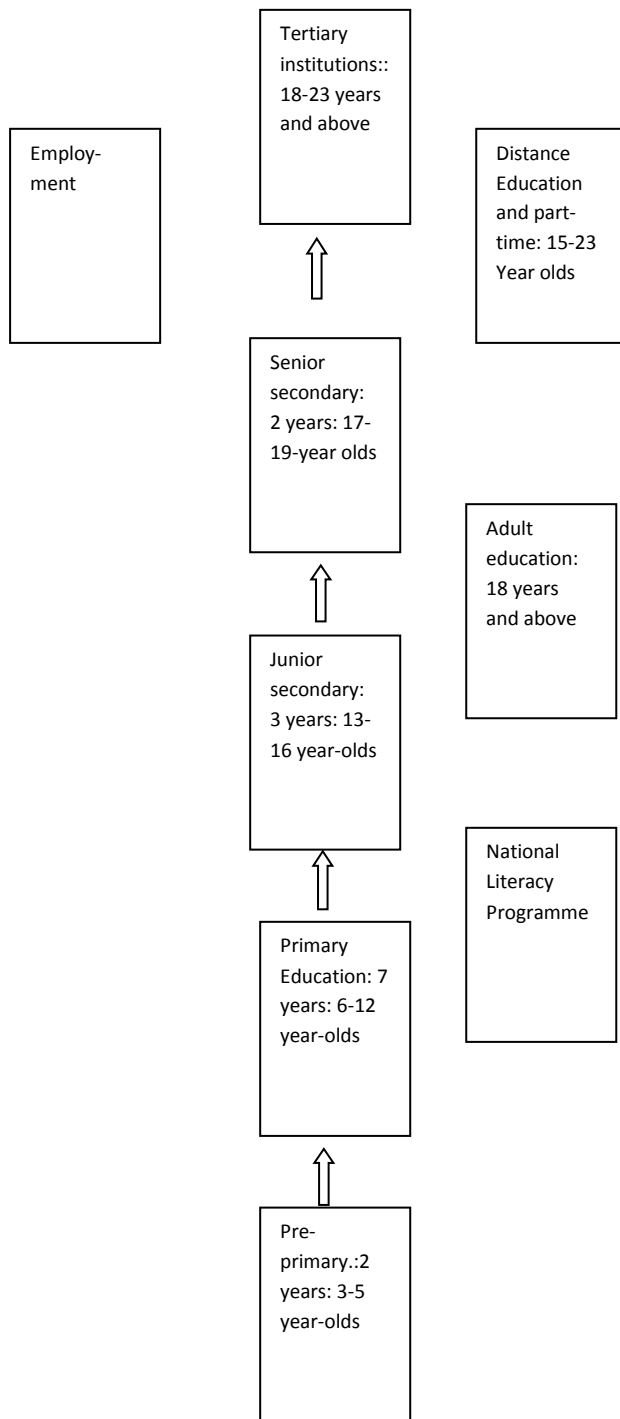 Tertiary
institutions::
18-23 years
and above
Employ-
ment
Distance
Education
and part-
time: 15-23
Year olds
Senior
secondary:
2 years: 17-
19-year olds
Adult
education:
18 years
and above
Junior
secondary:
3 years: 13-
16 year-olds
National
Literacy
Programme
Primary
Education: 7
years: 6-12
year-olds
Pre-
primary.:2
years: 3-5
year-olds